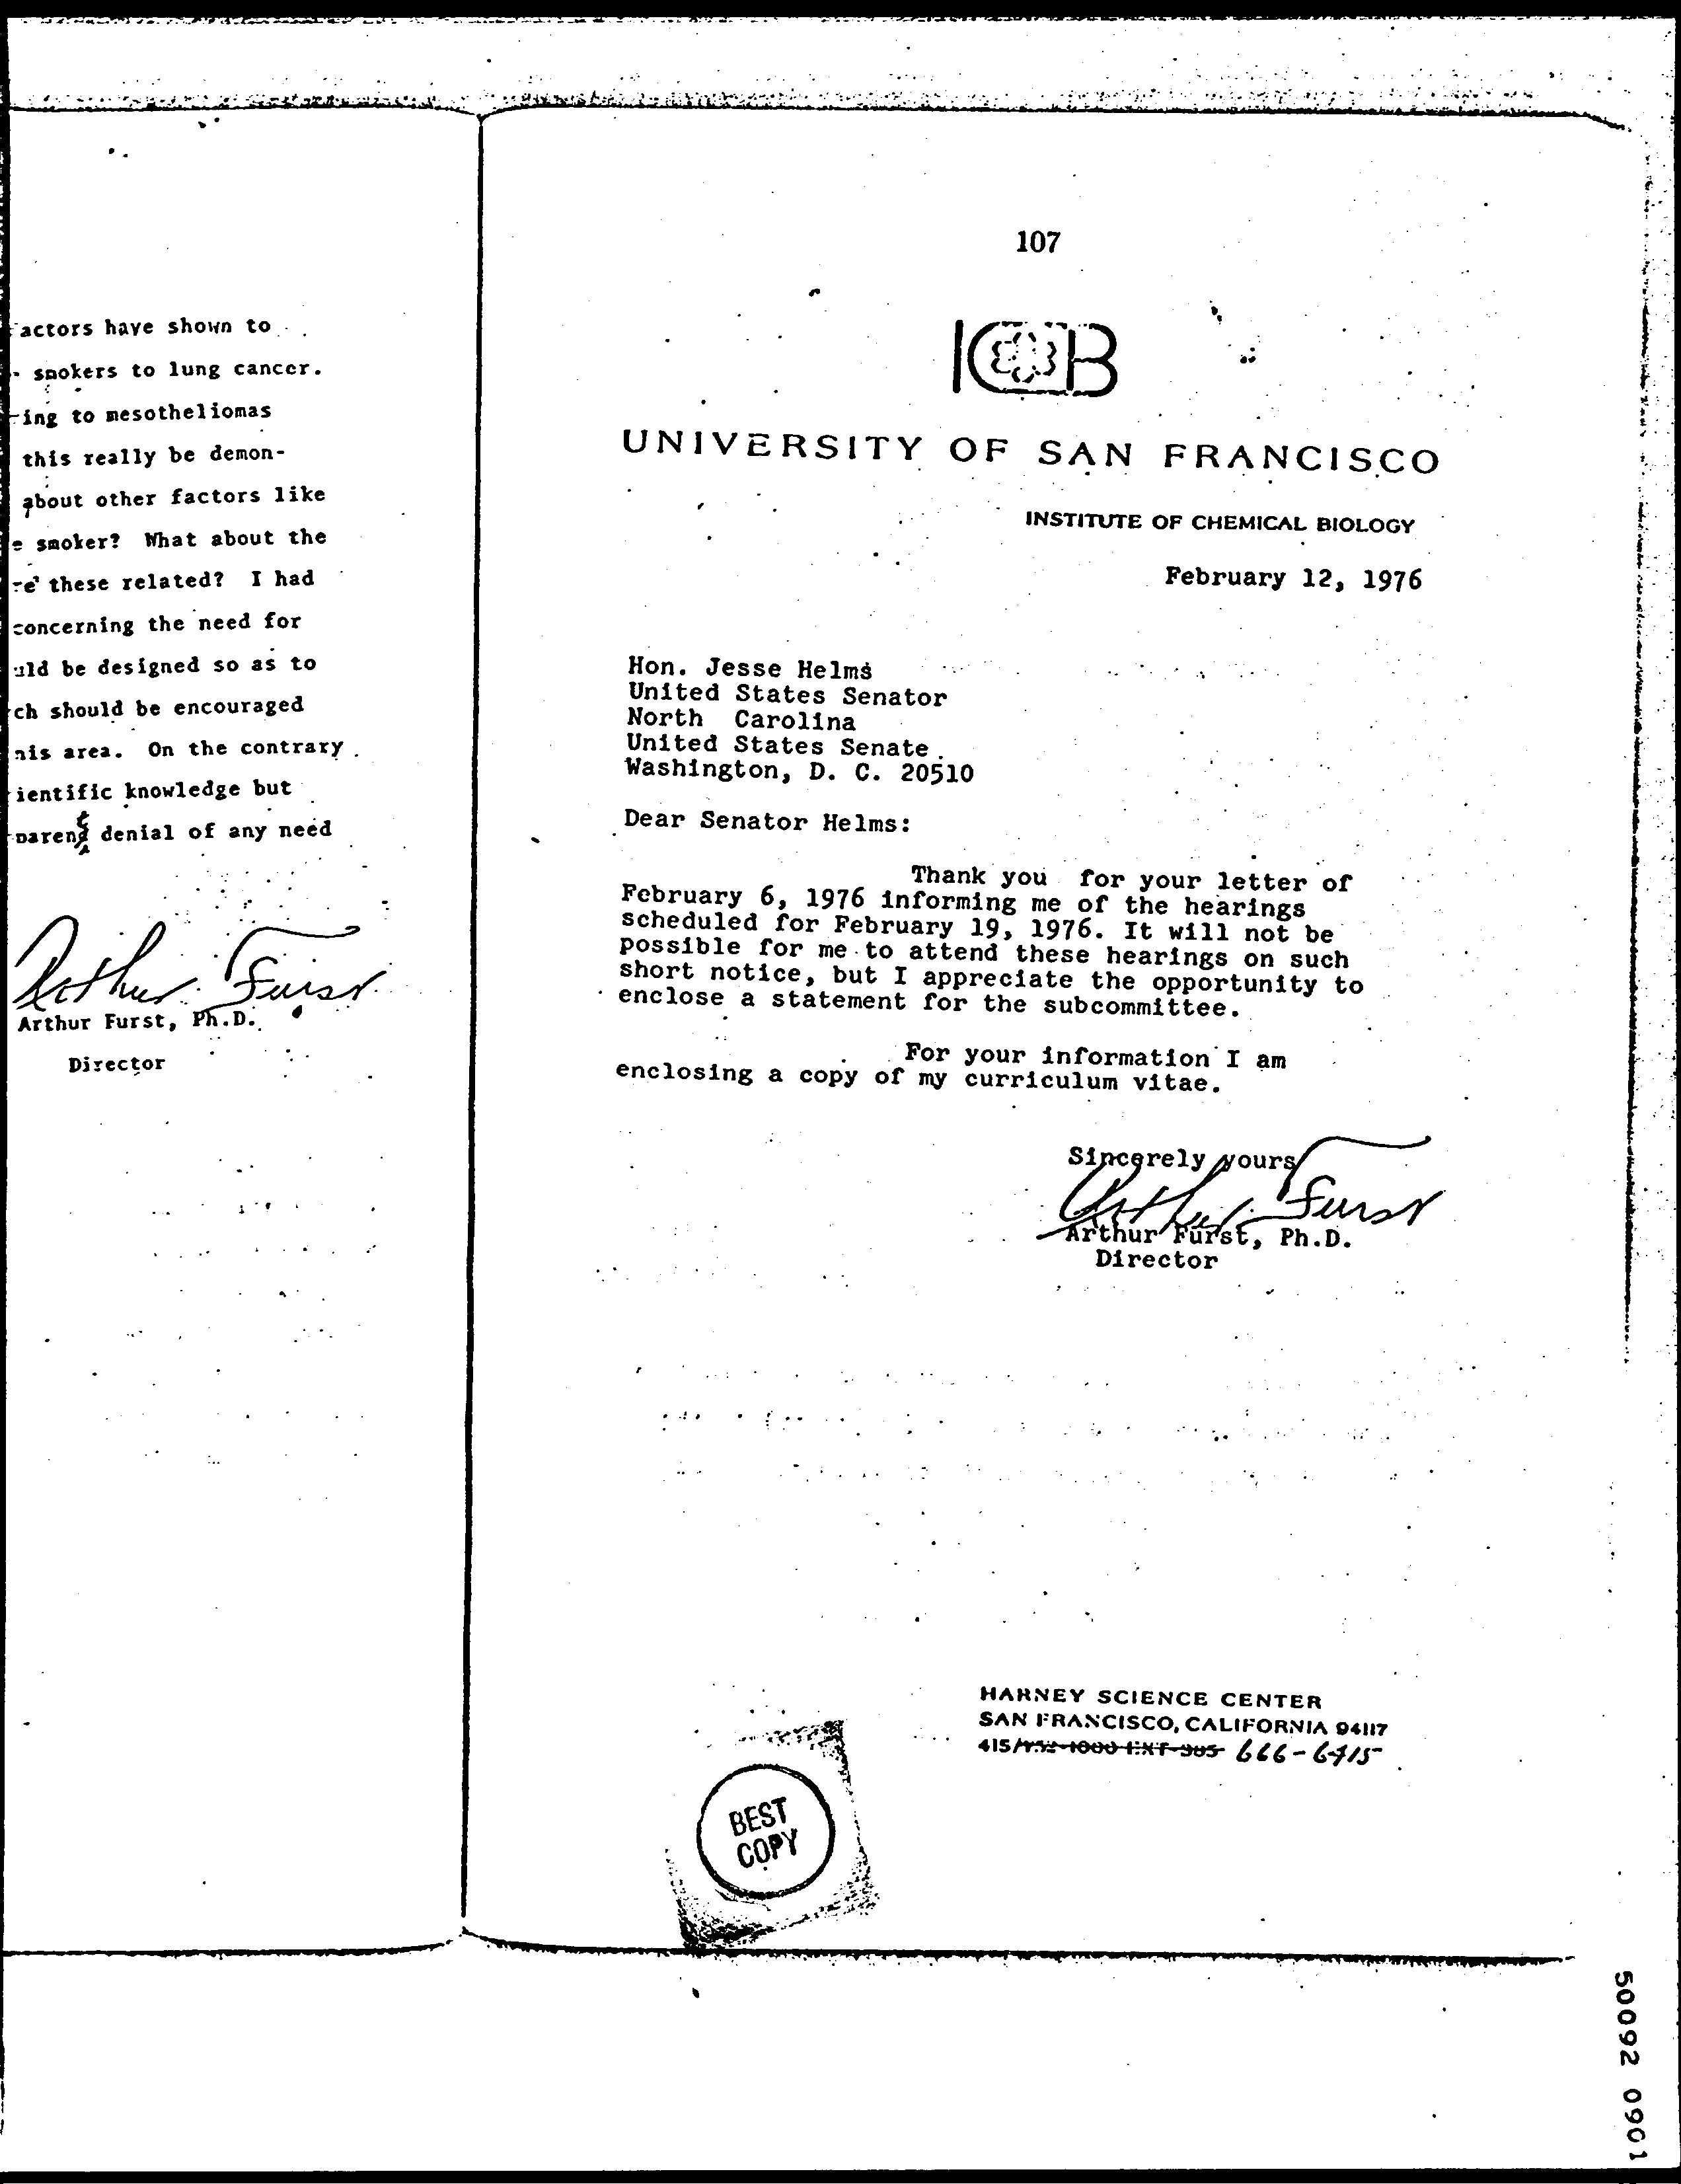 actors have shown to
smokers to lung cancer.
ing to mesotheliomas
this really be demon-
about other factors like
e smoker? What about the
re these related? I had
concerning the need for
uld be designed so as to
ch should be encouraged
his area. On the contrary
ientific knowledge but
parent denial of any need
Arthur Furst
Arthur Furst, Ph.D.
Director
107
ICB
UNIVERSITY OF SAN FRANCISCO
INSTITUTE OF CHEMICAL BIOLOGY
February 12, 1976
Hon. Jesse Helms
United States Senator
North Carolina
United States Senate
Washington, D. C. 20510
Dear Senator Helms:
Thank you for your letter of
February 6, 1976 informing me of the hearings
scheduled for February 19, 1976. It will not be
possible for me to attend these hearings on such
short notice, but I appreciate the opportunity to
enclose a statement for the subcommittee.
For your information I am
enclosing a copy of my curriculum vitae.
Sincerely yours
Arthur Furst
Arthur Furst, Ph.D.
Director
HARNEY SCIENCE CENTER
SAN FRANCISCO, CALIFORNIA 94117
415/ 666-6415
BEST
COPY
50092 0901